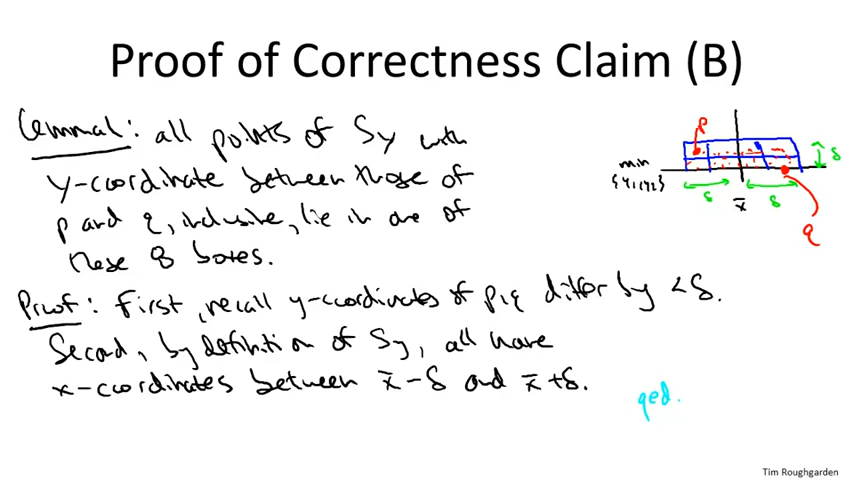 Proof of Correctness Claim (B)
Lemma 1: all points of Sy with
y-coordinate between those of
p and q, inclusive, lie in one of
these 8 boxes.
Proof: First, recall y-coordinates of p,q differ by < δ.
Second, by definition of Sy, all have
x-coordinates between x̄-δ and x̄+δ.
qed.
p
min
{y1,y2}
δ
δ
δ
x̄
q
Tim Roughgarden